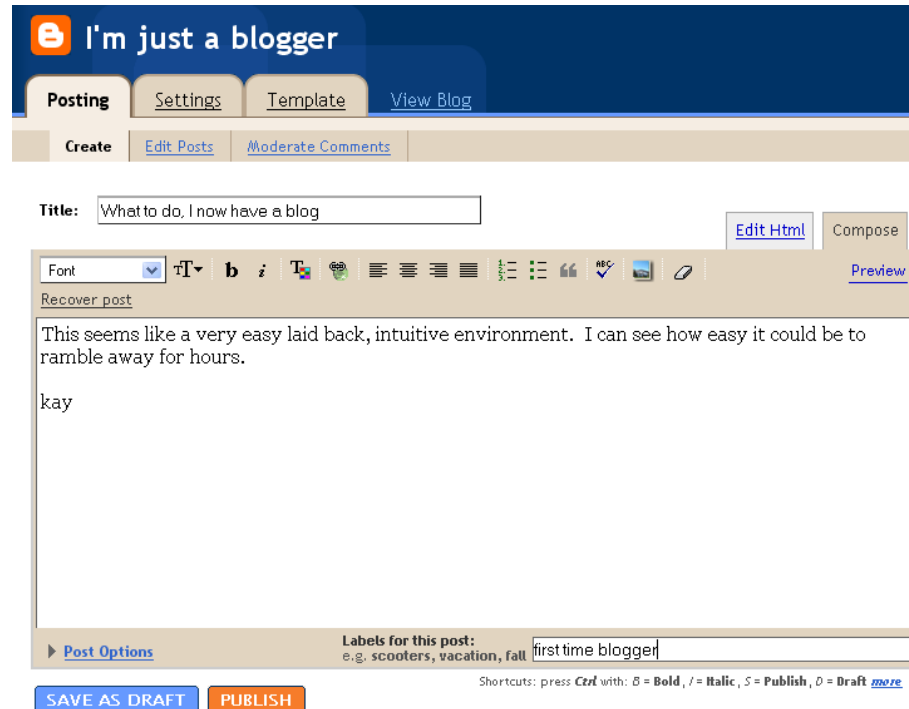 I'm just a blogger
Posting Settings Template View Blog
Create Edit Posts Moderate Comments
Title: What to do, I now have a blog
Edit Html Compose
Font b i ABC Preview
Recover post
This seems like a very easy laid back, intuitive environment. I can see how easy it could be to
ramble away for hours.
kay
Post Options
Labels for this post:
e.g. scooters, vacation, fall first time blogger
Shortcuts: press Ctrl with: B = Bold, I = Italic, S = Publish, D = Draft more
SAVE AS DRAFT PUBLISH